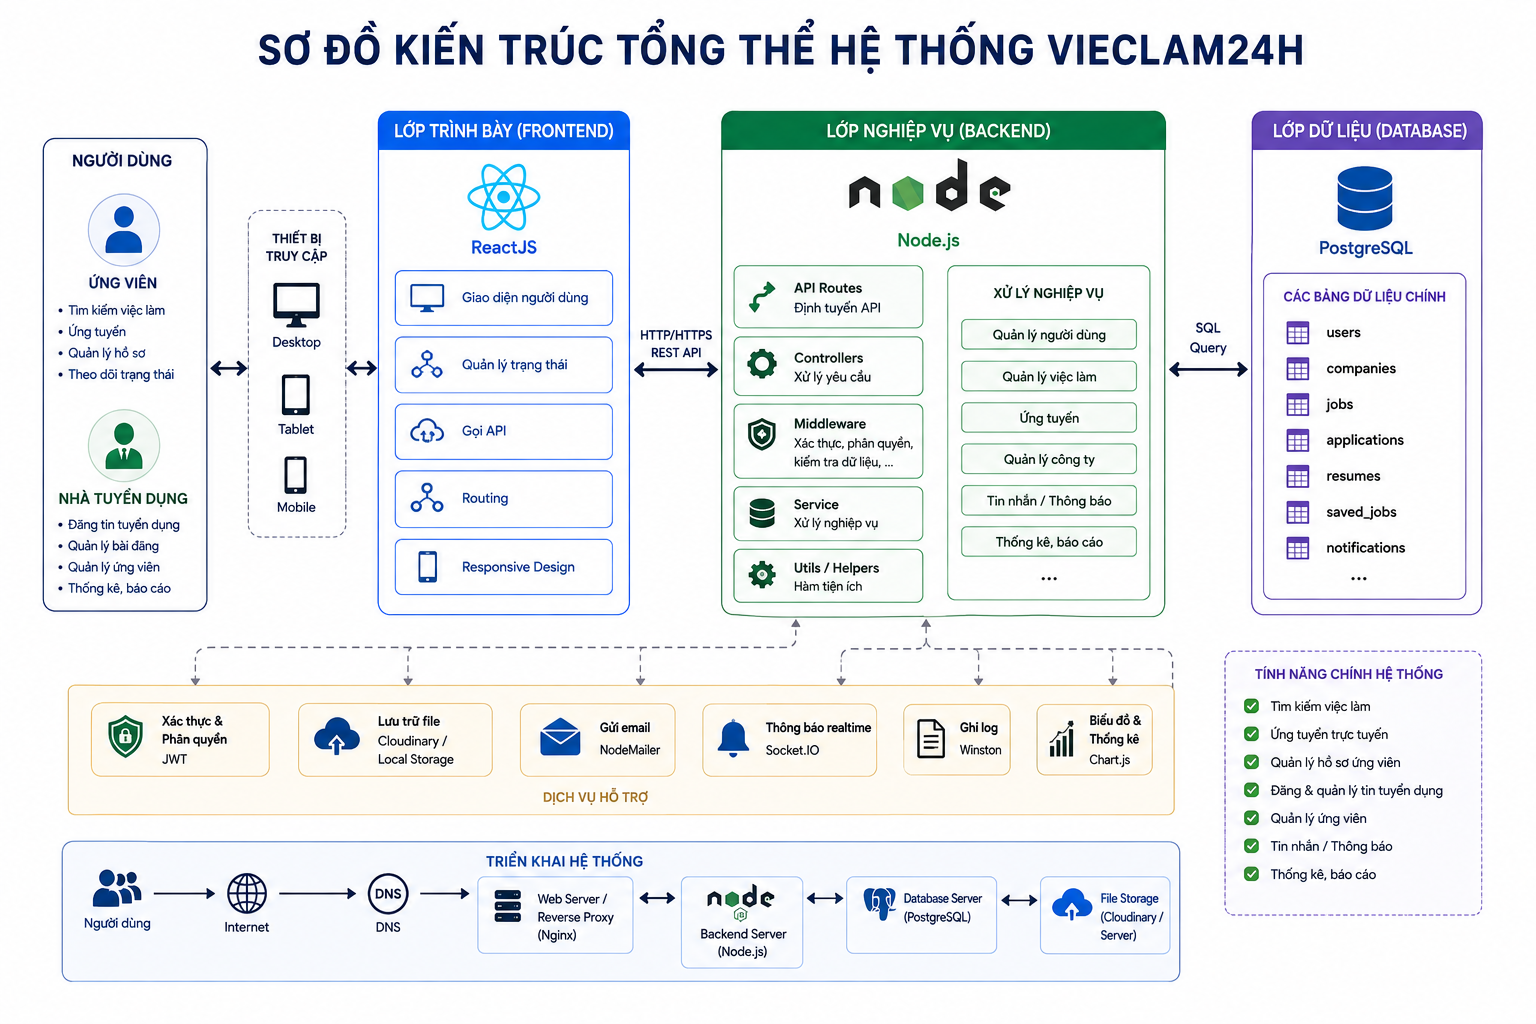 SƠ ĐỒ KIẾN TRÚC TỔNG THỂ HỆ THỐNG VIECLAM24H
NGƯỜI DÙNG
ỨNG VIÊN
• Tìm kiếm việc làm
• Ứng tuyển
• Quản lý hồ sơ
• Theo dõi trạng thái
NHÀ TUYỂN DỤNG
• Đăng tin tuyển dụng
• Quản lý bài đăng
• Quản lý ứng viên
• Thống kê, báo cáo
THIẾT BỊ
TRUY CẬP
Desktop
Tablet
Mobile
LỚP TRÌNH BÀY (FRONTEND)
ReactJS
Giao diện người dùng
Quản lý trạng thái
Gọi API
Routing
Responsive Design
HTTP/HTTPS
REST API
LỚP NGHIỆP VỤ (BACKEND)
node
Node.js
API Routes
Định tuyến API
Controllers
Xử lý yêu cầu
Middleware
Xác thực, phân quyền,
kiểm tra dữ liệu, ...
Service
Xử lý nghiệp vụ
Utils / Helpers
Hàm tiện ích
XỬ LÝ NGHIỆP VỤ
Quản lý người dùng
Quản lý việc làm
Ứng tuyển
Quản lý công ty
Tin nhắn / Thông báo
Thống kê, báo cáo
...
SQL
Query
LỚP DỮ LIỆU (DATABASE)
PostgreSQL
CÁC BẢNG DỮ LIỆU CHÍNH
users
companies
jobs
applications
resumes
saved_jobs
notifications
...
Xác thực &
Phân quyền
JWT
Lưu trữ file
Cloudinary /
Local Storage
Gửi email
NodeMailer
Thông báo realtime
Socket.IO
Ghi log
Winston
Biểu đồ &
Thống kê
Chart.js
DỊCH VỤ HỖ TRỢ
TÍNH NĂNG CHÍNH HỆ THỐNG
Tìm kiếm việc làm
Ứng tuyển trực tuyến
Quản lý hồ sơ ứng viên
Đăng & quản lý tin tuyển dụng
Quản lý ứng viên
Tin nhắn / Thông báo
Thống kê, báo cáo
TRIỂN KHAI HỆ THỐNG
Người dùng
Internet
DNS
DNS
Web Server /
Reverse Proxy
(Nginx)
node
Backend Server
(Node.js)
Database Server
(PostgreSQL)
File Storage
(Cloudinary /
Server)